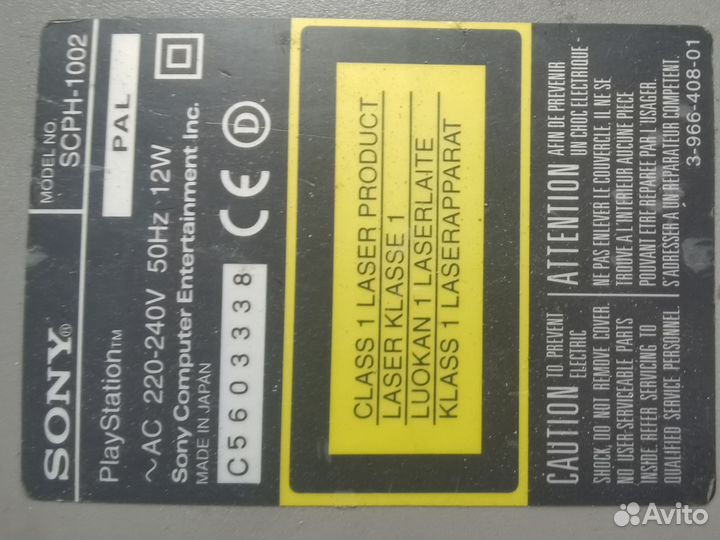 SONY®
MODEL NO.
SCPH-1002
PlayStation™
PAL
~AC 220-240V 50Hz 12W
Sony Computer Entertainment Inc.
MADE IN JAPAN
C5603338
CE D
CLASS 1 LASER PRODUCT
LASER KLASSE 1
LUOKAN 1 LASERLAITE
KLASS 1 LASERAPPARAT
CAUTION TO PREVENT ELECTRIC
SHOCK, DO NOT REMOVE COVER.
NO USER-SERVICEABLE PARTS
INSIDE. REFER SERVICING TO
QUALIFIED SERVICE PERSONNEL.
ATTENTION AFIN DE PREVENIR UN CHOC ELECTRIQUE-
NE PAS ENLEVER LE COUVERCLE. IL NE SE
TROUVE A L'INTERIEUR AUCUNE PIECE
POUVANT ETRE REPAREE PAR L'USAGER.
S'ADRESSER A UN REPARATEUR COMPETENT.
3-966-408-01
Avito